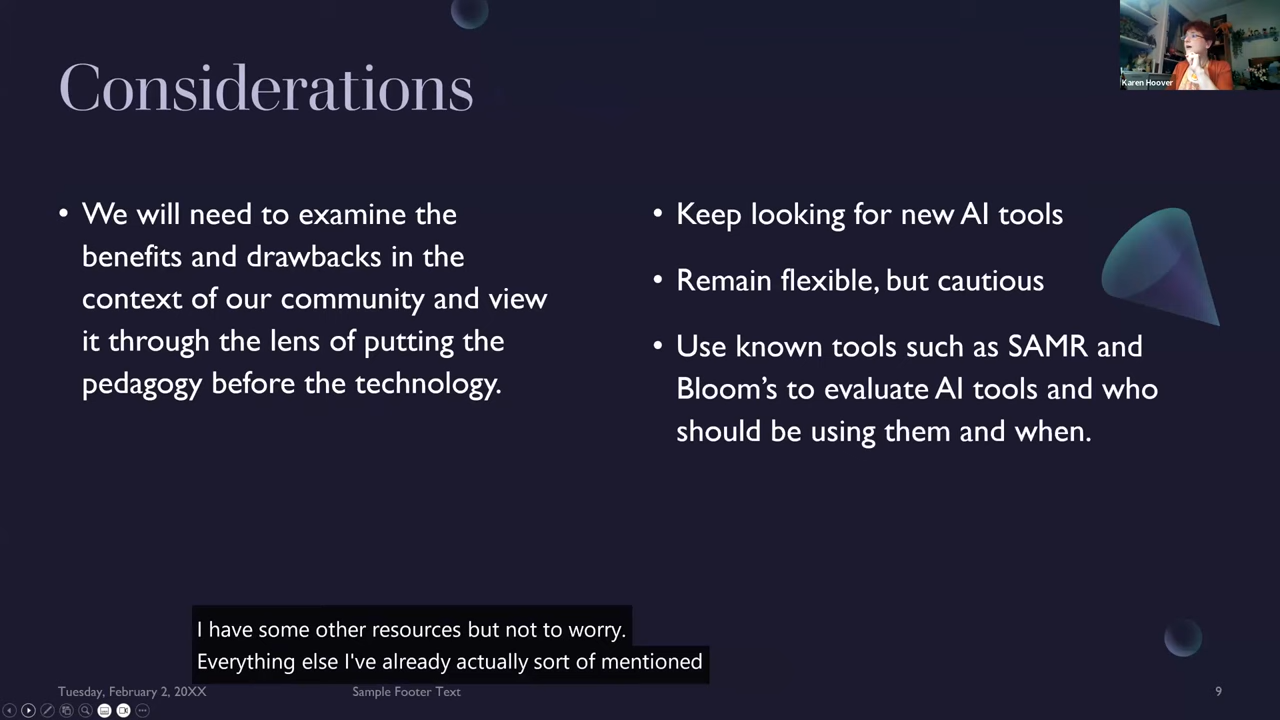 Considerations
Karen Hoover
• We will need to examine the
benefits and drawbacks in the
context of our community and view
it through the lens of putting the
pedagogy before the technology.
• Keep looking for new AI tools
• Remain flexible, but cautious
• Use known tools such as SAMR and
Bloom's to evaluate AI tools and who
should be using them and when.
I have some other resources but not to worry.
Everything else I've already actually sort of mentioned
Tuesday, February 2, 20XX
Sample Footer Text
9